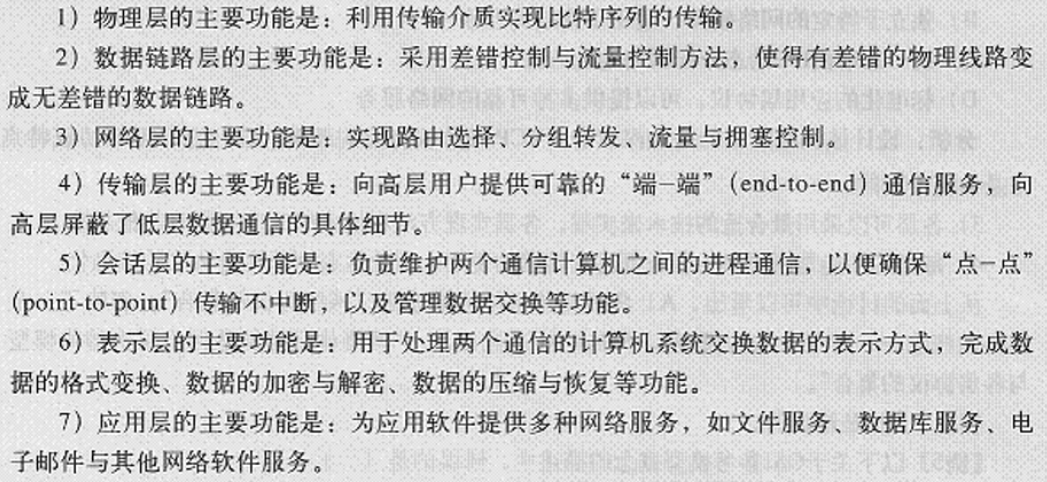 1）物理层的主要功能是：利用传输介质实现比特序列的传输。
2）数据链路层的主要功能是：采用差错控制与流量控制方法，使得有差错的物理线路变
成无差错的数据链路。
3）网络层的主要功能是：实现路由选择、分组转发、流量与拥塞控制。
4）传输层的主要功能是：向高层用户提供可靠的“端—端”（end-to-end）通信服务，向
高层屏蔽了低层数据通信的具体细节。
5）会话层的主要功能是：负责维护两个通信计算机之间的进程通信，以便确保“点—点”
（point-to-point）传输不中断，以及管理数据交换等功能。
6）表示层的主要功能是：用于处理两个通信的计算机系统交换数据的表示方式，完成数
据的格式变换、数据的加密与解密、数据的压缩与恢复等功能。
7）应用层的主要功能是：为应用软件提供多种网络服务，如文件服务、数据库服务、电
子邮件与其他网络软件服务。